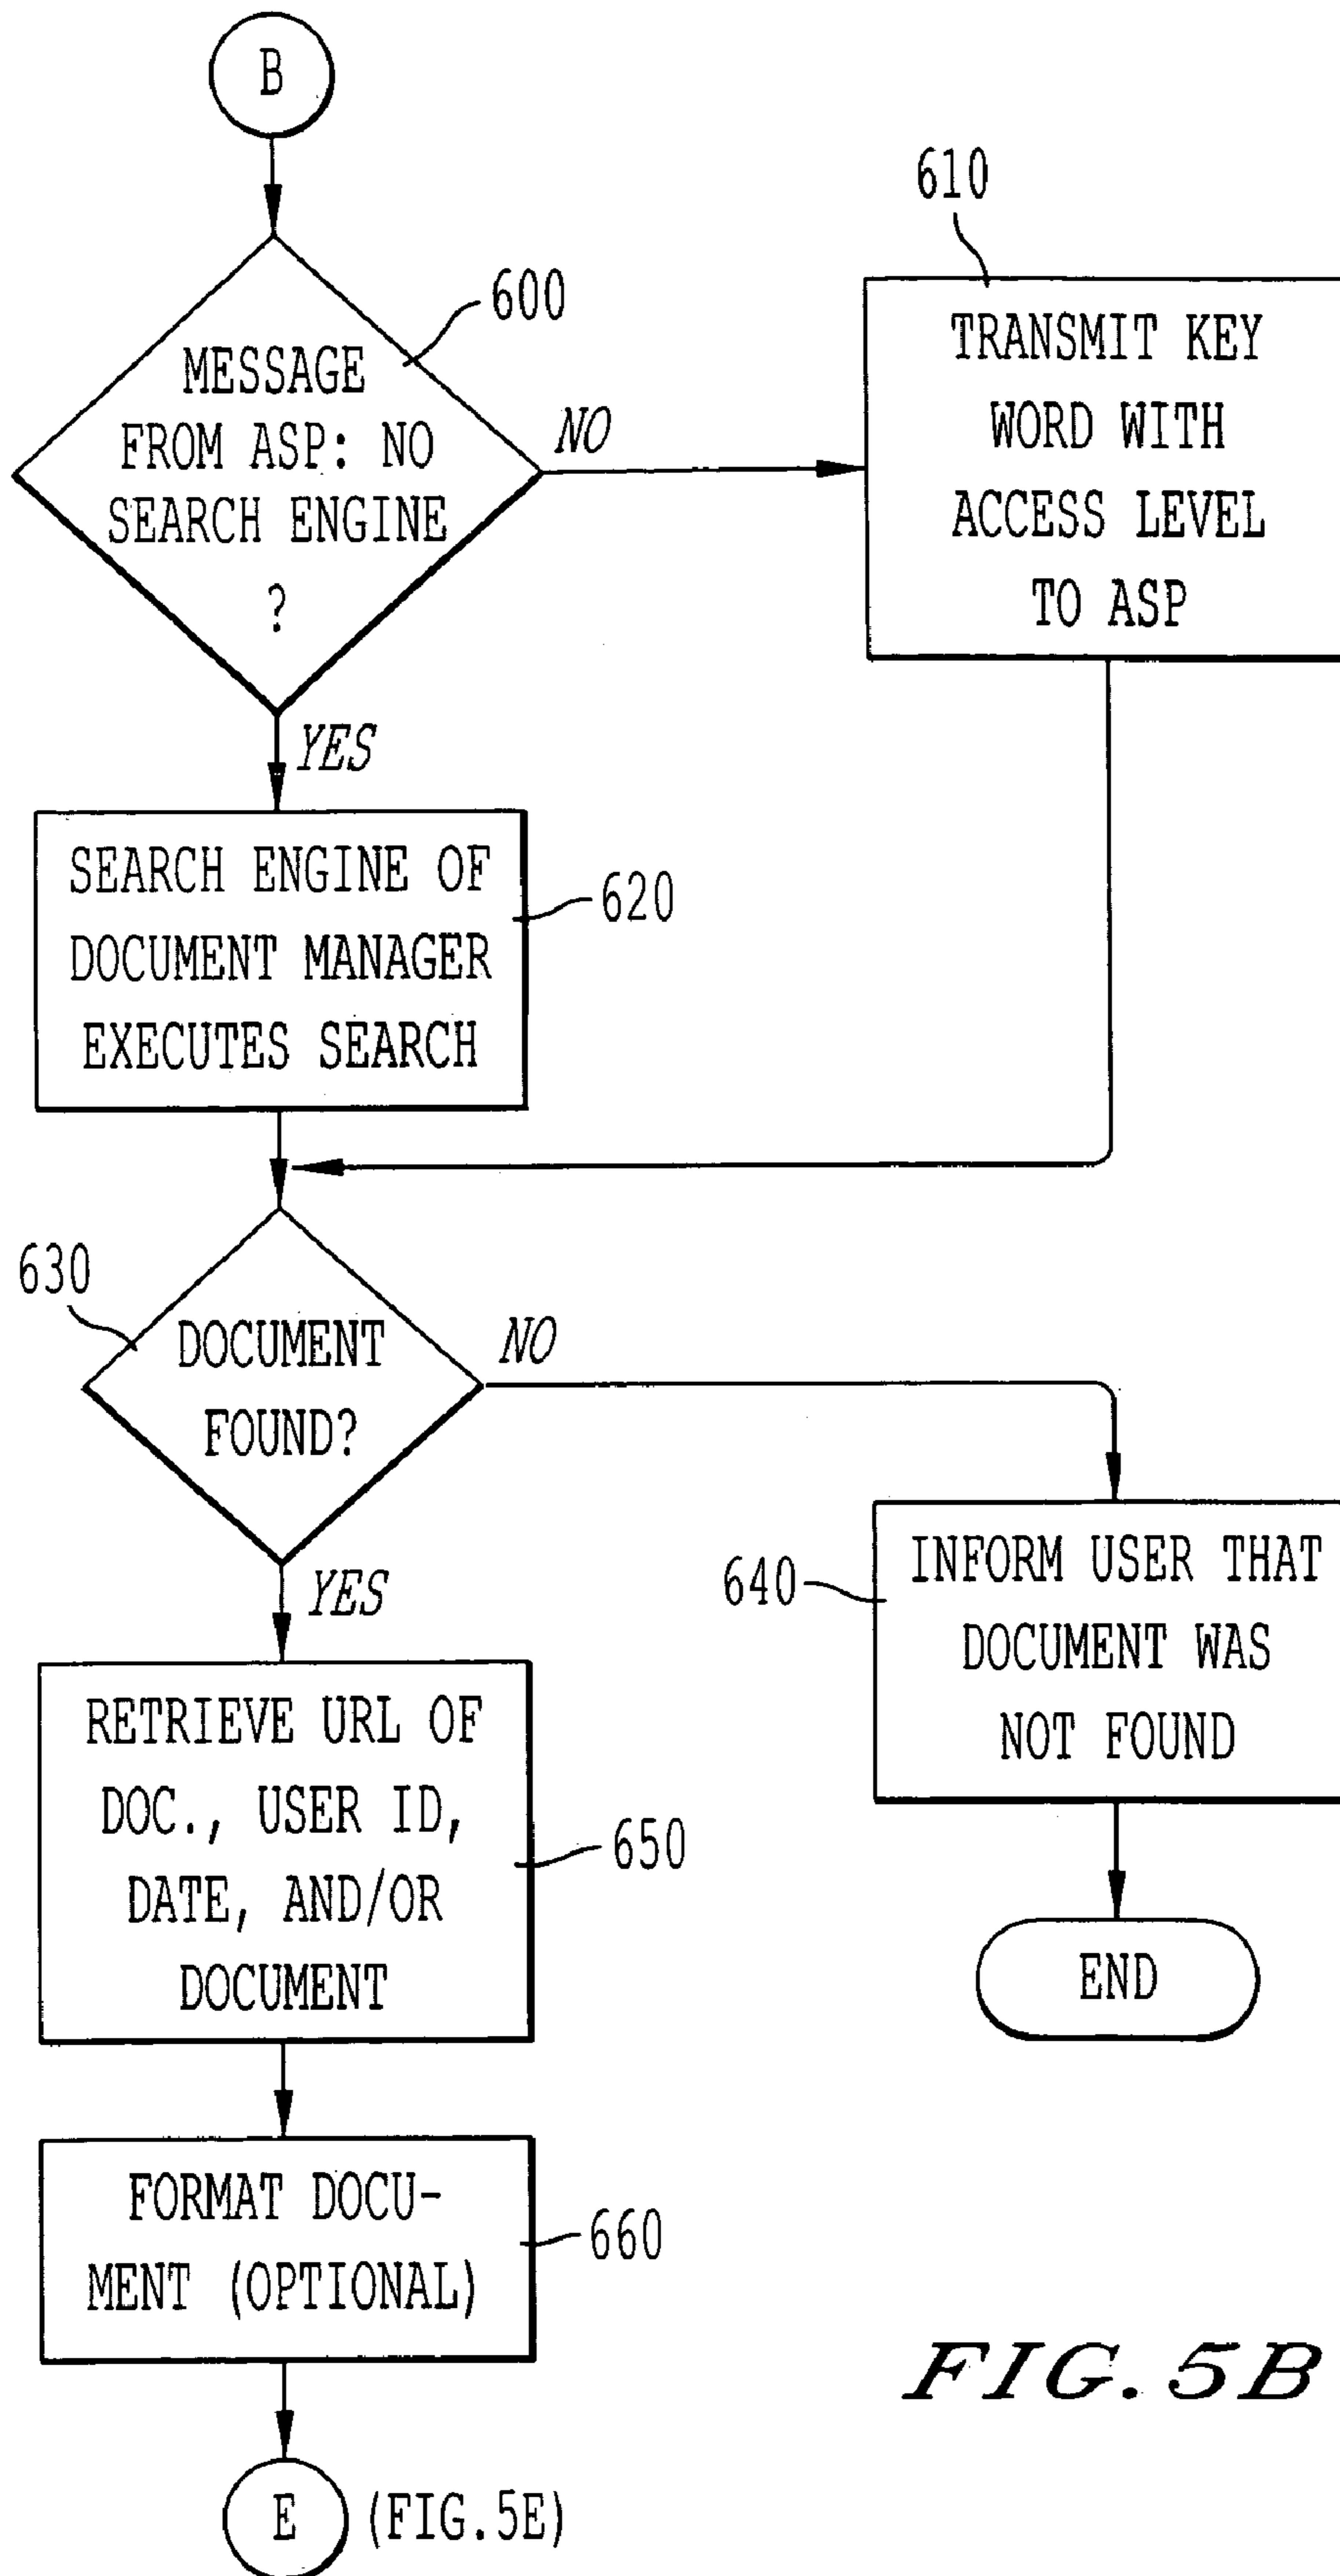 B
610
600
MESSAGE
FROM ASP: NO
SEARCH ENGINE
?
NO
TRANSMIT KEY
WORD WITH
ACCESS LEVEL
TO ASP
YES
SEARCH ENGINE OF
DOCUMENT MANAGER
EXECUTES SEARCH
620
630
DOCUMENT
FOUND?
NO
YES
640
INFORM USER THAT
DOCUMENT WAS
NOT FOUND
RETRIEVE URL OF
DOC., USER ID,
DATE, AND/OR
DOCUMENT
650
END
FORMAT DOCU-
MENT (OPTIONAL)
660
FIG. 5B
E (FIG.5E)